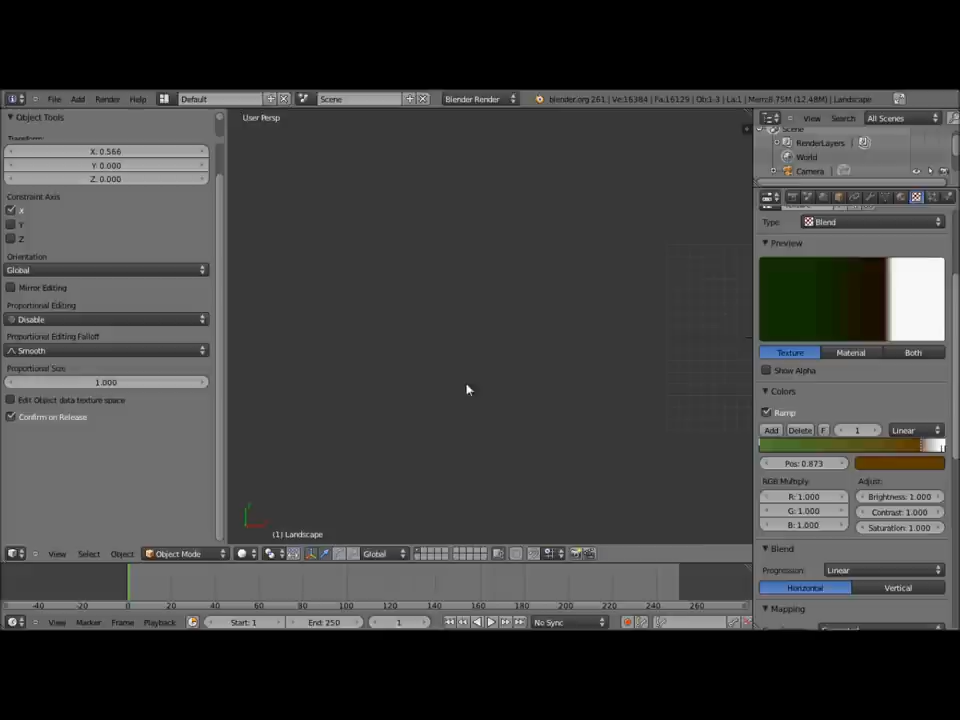 File Add Render Help Default Scene Blender Render blender.org 261 | Ve:16384 | Fa:16129 | Ob:1-3 | La:1 | Mem:8.75M (12.48M) | Landscape
Object Tools
User Persp
View Search All Scenes
Scene
RenderLayers
World
Camera
X: 0.566
Y: 0.000
Z: 0.000
Constraint Axis
X
Y
Z
Orientation
Global
Mirror Editing
Proportional Editing
Disable
Proportional Editing Falloff
Smooth
Proportional Size
1.000
Edit Object data texture space
Confirm on Release
(1) Landscape
Type: Blend
Preview
Texture Material Both
Show Alpha
Colors
Ramp
Add Delete F 1 Linear
Pos: 0.873
RGB Multiply: Adjust:
R: 1.000 Brightness: 1.000
G: 1.000 Contrast: 1.000
B: 1.000 Saturation: 1.000
Blend
Progression: Linear
Horizontal Vertical
Mapping
View Select Object Object Mode Global
-40 -20 0 20 40 60 80 100 120 140 160 180 200 220 240 260
View Marker Frame Playback Start: 1 End: 250 1 No Sync